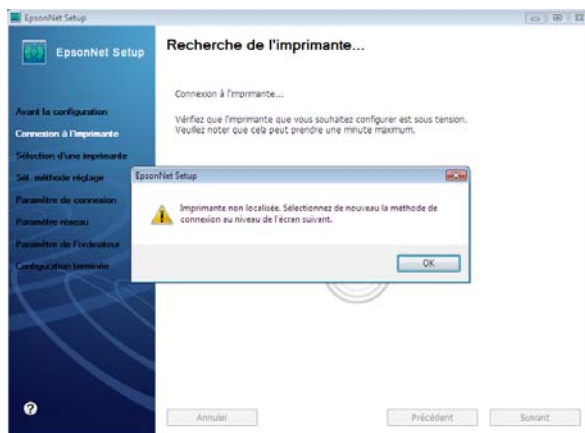 EpsonNet Setup
EpsonNet Setup
Recherche de l'imprimante...
Connexion à l'imprimante...
Vérifiez que l'imprimante que vous souhaitez configurer est sous tension.
Veuillez noter que cela peut prendre une minute maximum.
Avant la configuration
Connexion à l'imprimante
Sélection d'une imprimante
Sél. méthode réglage
Paramètre de connexion
Paramètre réseau
Paramètre de l'ordinateur
Configuration terminée
EpsonNet Setup
Imprimante non localisée. Sélectionnez de nouveau la méthode de
connexion au niveau de l'écran suivant.
OK
?
Annuler
Précédent
Suivant